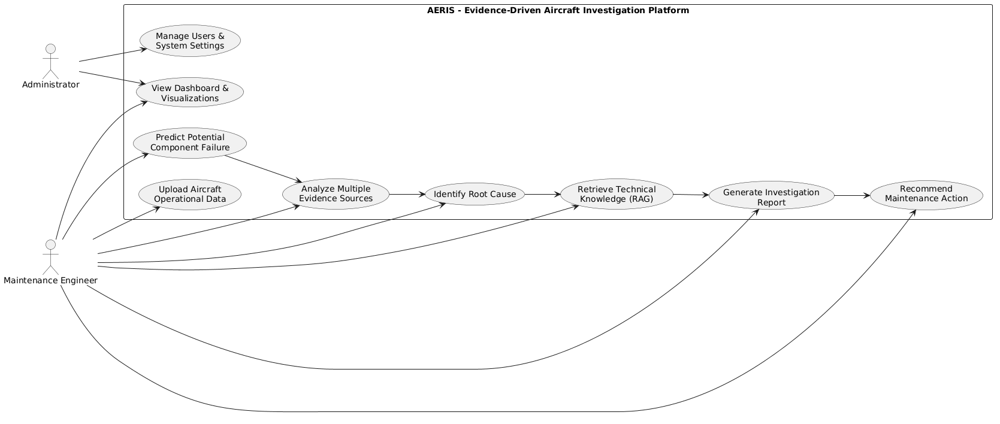 AERIS - Evidence-Driven Aircraft Investigation Platform
Manage Users &
System Settings
Administrator
View Dashboard &
Visualizations
Predict Potential
Component Failure
Upload Aircraft
Operational Data
Analyze Multiple
Evidence Sources
Identify Root Cause
Retrieve Technical
Knowledge (RAG)
Generate Investigation
Report
Recommend
Maintenance Action
Maintenance Engineer